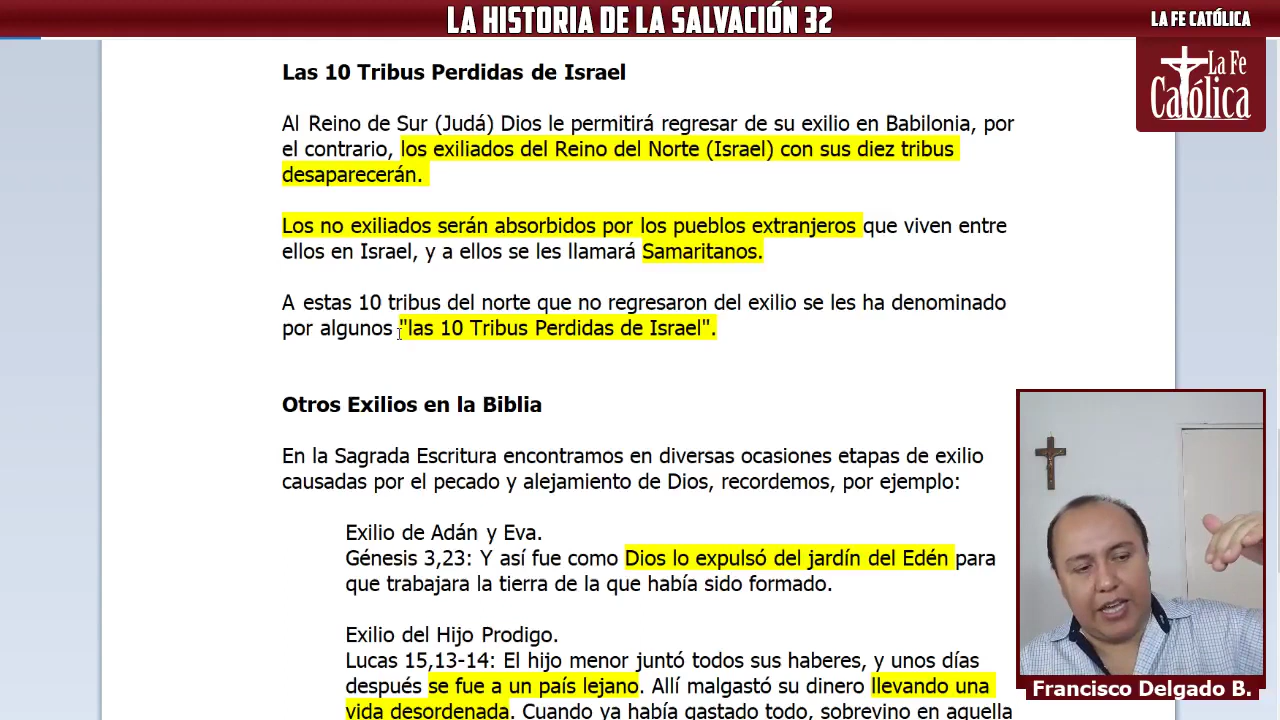 LA HISTORIA DE LA SALVACIÓN 32
LA FE CATÓLICA
La Fe
Católica
Las 10 Tribus Perdidas de Israel
Al Reino de Sur (Judá) Dios le permitirá regresar de su exilio en Babilonia, por
el contrario, los exiliados del Reino del Norte (Israel) con sus diez tribus
desaparecerán.
Los no exiliados serán absorbidos por los pueblos extranjeros que viven entre
ellos en Israel, y a ellos se les llamará Samaritanos.
A estas 10 tribus del norte que no regresaron del exilio se les ha denominado
por algunos "las 10 Tribus Perdidas de Israel".
Otros Exilios en la Biblia
En la Sagrada Escritura encontramos en diversas ocasiones etapas de exilio
causadas por el pecado y alejamiento de Dios, recordemos, por ejemplo:
Exilio de Adán y Eva.
Génesis 3,23: Y así fue como Dios lo expulsó del jardín del Edén para
que trabajara la tierra de la que había sido formado.
Exilio del Hijo Prodigo.
Lucas 15,13-14: El hijo menor juntó todos sus haberes, y unos días
después se fue a un país lejano. Allí malgastó su dinero llevando una
vida desordenada. Cuando ya había gastado todo, sobrevino en aquella
Francisco Delgado B.